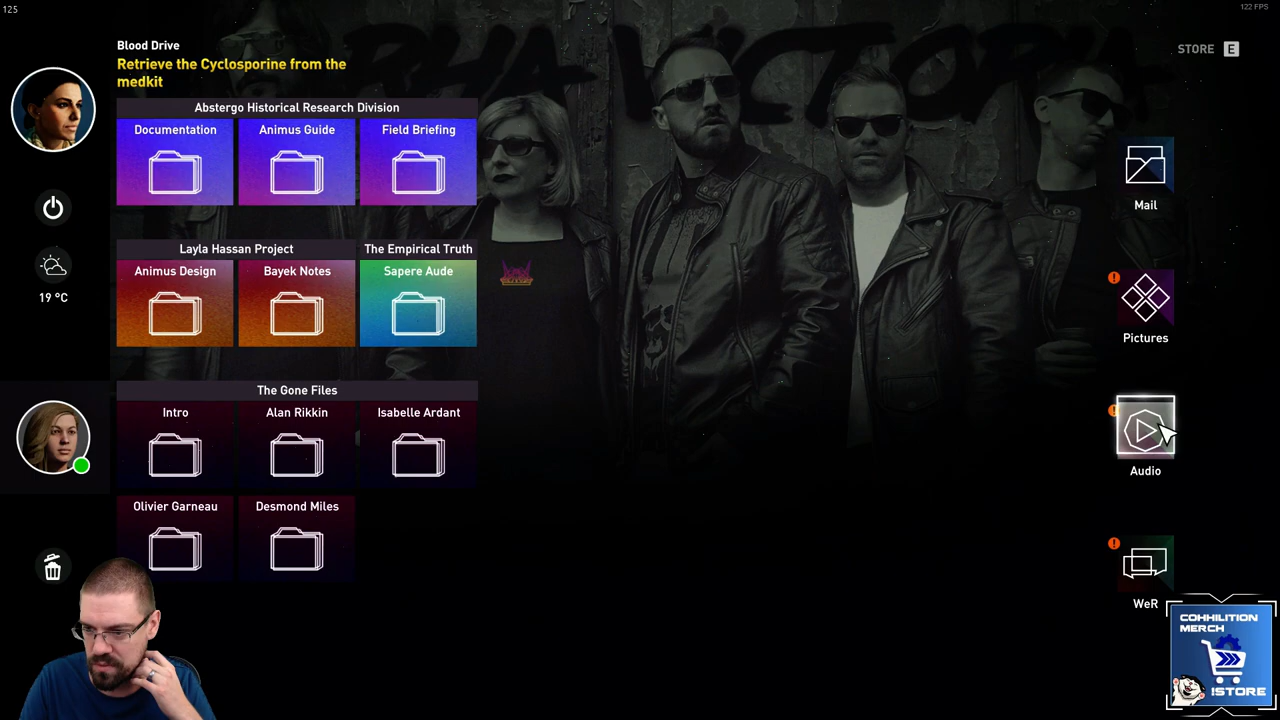 125
122 FPS
Blood Drive
Retrieve the Cyclosporine from the
medkit
STORE E
Abstergo Historical Research Division
Documentation
Animus Guide
Field Briefing
Mail
Layla Hassan Project
The Empirical Truth
Animus Design
Bayek Notes
Sapere Aude
19 °C
Pictures
The Gone Files
Intro
Alan Rikkin
Isabelle Ardant
Audio
Olivier Garneau
Desmond Miles
WeR
COHHILITION
MERCH
!STORE